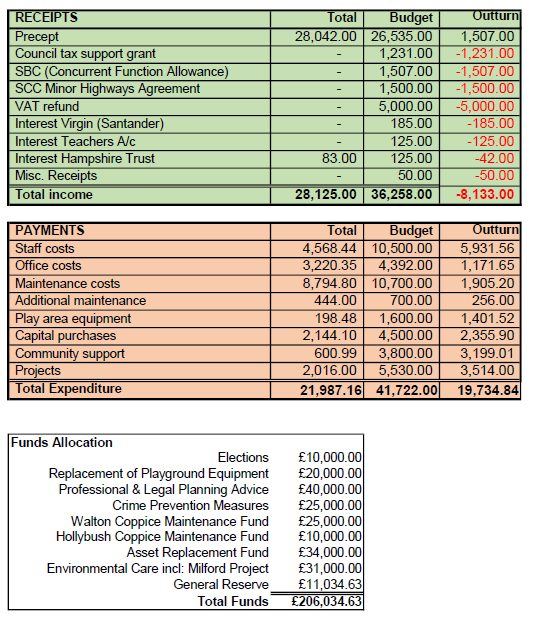 RECEIPTS Total Budget Outturn
Precept 28,042.00 26,535.00 1,507.00
Council tax support grant - 1,231.00 -1,231.00
SBC (Concurrent Function Allowance) - 1,507.00 -1,507.00
SCC Minor Highways Agreement - 1,500.00 -1,500.00
VAT refund - 5,000.00 -5,000.00
Interest Virgin (Santander) - 185.00 -185.00
Interest Teachers A/c - 125.00 -125.00
Interest Hampshire Trust 83.00 125.00 -42.00
Misc. Receipts - 50.00 -50.00
Total income 28,125.00 36,258.00 -8,133.00
PAYMENTS Total Budget Outturn
Staff costs 4,568.44 10,500.00 5,931.56
Office costs 3,220.35 4,392.00 1,171.65
Maintenance costs 8,794.80 10,700.00 1,905.20
Additional maintenance 444.00 700.00 256.00
Play area equipment 198.48 1,600.00 1,401.52
Capital purchases 2,144.10 4,500.00 2,355.90
Community support 600.99 3,800.00 3,199.01
Projects 2,016.00 5,530.00 3,514.00
Total Expenditure 21,987.16 41,722.00 19,734.84
Funds Allocation
Elections £10,000.00
Replacement of Playground Equipment £20,000.00
Professional & Legal Planning Advice £40,000.00
Crime Prevention Measures £25,000.00
Walton Coppice Maintenance Fund £25,000.00
Hollybush Coppice Maintenance Fund £10,000.00
Asset Replacement Fund £34,000.00
Environmental Care incl: Milford Project £31,000.00
General Reserve £11,034.63
Total Funds £206,034.63